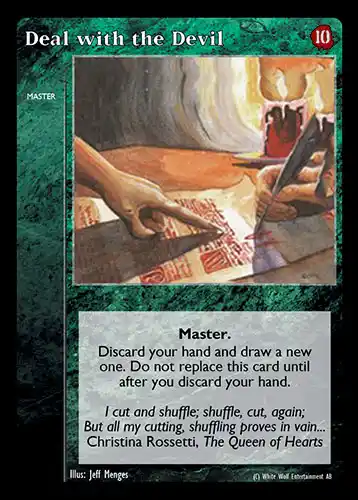 Deal with the Devil
10
MASTER
Master.
Discard your hand and draw a new
one. Do not replace this card until
after you discard your hand.
I cut and shuffle; shuffle, cut, again;
But all my cutting, shuffling proves in vain...
Christina Rossetti, The Queen of Hearts
Illus: Jeff Menges
(C) White Wolf Entertainment AB